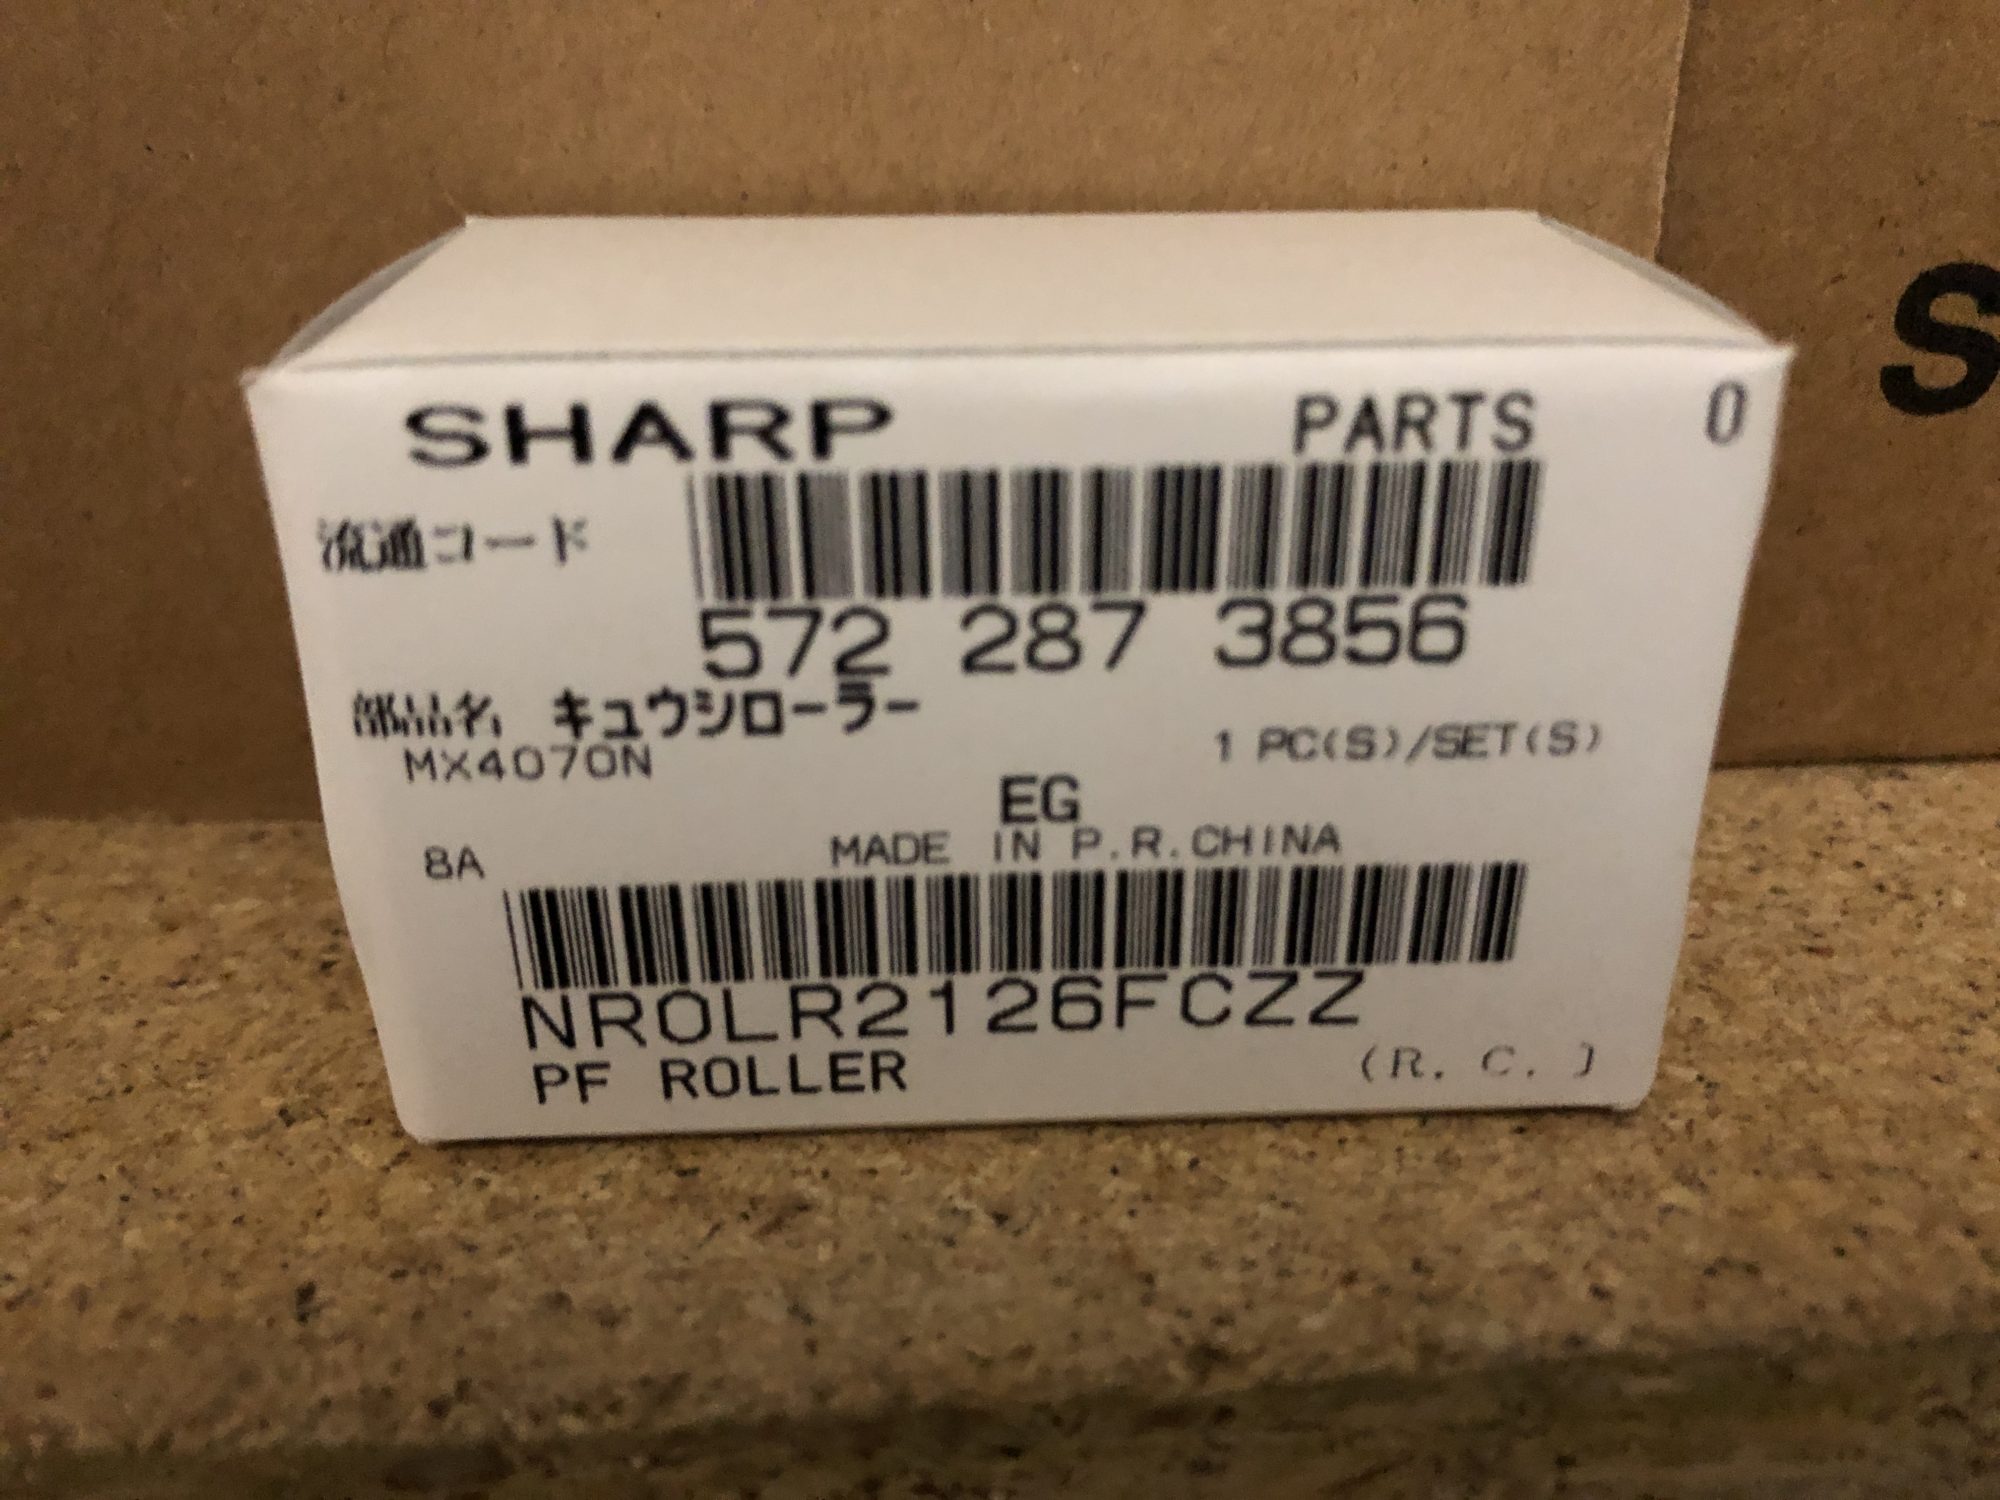 SHARP PARTS 0
流通コード
572 287 3856
部品名 キュウシローラー
MX4070N 1 PC(S)/SET(S)
EG
8A MADE IN P.R.CHINA
NROLR2126FCZZ
PF ROLLER (R. C. )
S